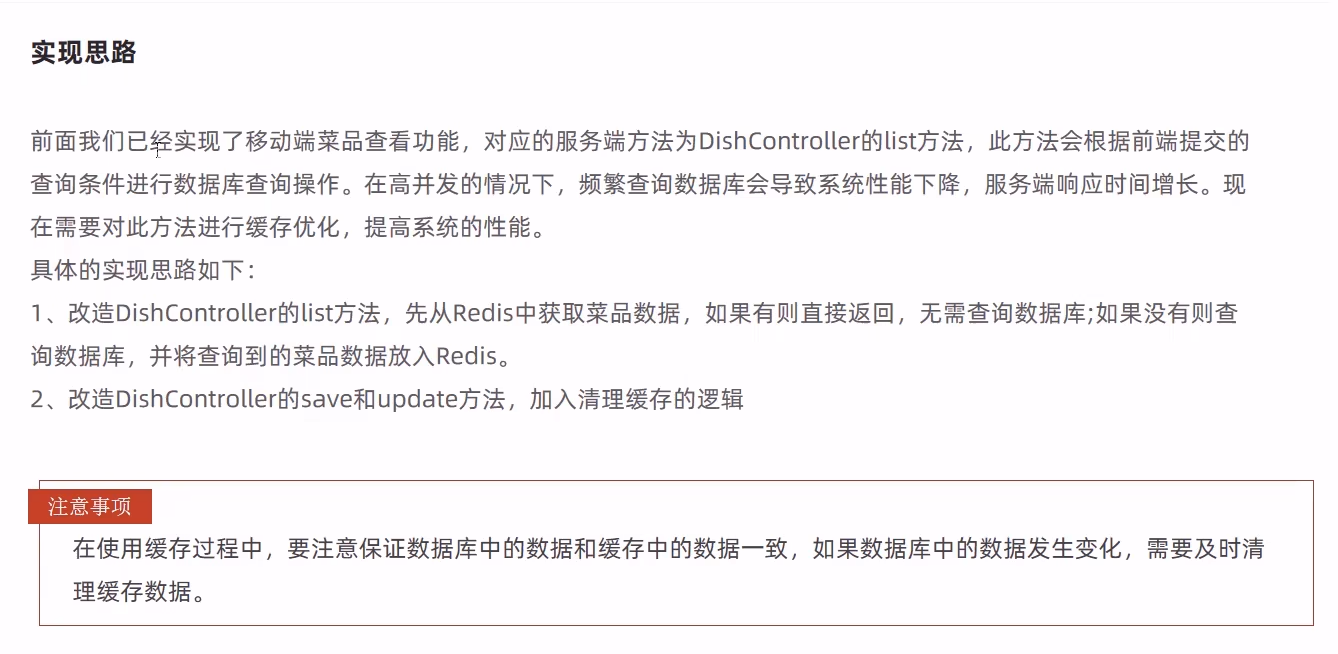 实现思路
前面我们已经实现了移动端菜品查看功能，对应的服务端方法为DishController的list方法，此方法会根据前端提交的
查询条件进行数据库查询操作。在高并发的情况下，频繁查询数据库会导致系统性能下降，服务端响应时间增长。现
在需要对此方法进行缓存优化，提高系统的性能。
具体的实现思路如下：
1、改造DishController的list方法，先从Redis中获取菜品数据，如果有则直接返回，无需查询数据库;如果没有则查
询数据库，并将查询到的菜品数据放入Redis。
2、改造DishController的save和update方法，加入清理缓存的逻辑
注意事项
在使用缓存过程中，要注意保证数据库中的数据和缓存中的数据一致，如果数据库中的数据发生变化，需要及时清
理缓存数据。